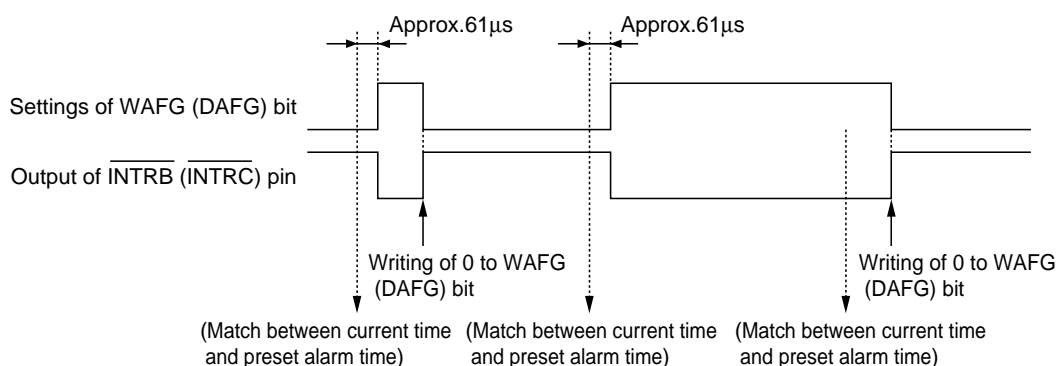 Approx.61μs
Approx.61μs
Settings of WAFG (DAFG) bit
Output of INTRB (INTRC) pin
Writing of 0 to WAFG
(DAFG) bit
Writing of 0 to WAFG
(DAFG) bit
(Match between current time
and preset alarm time)
(Match between current time
and preset alarm time)
(Match between current time
and preset alarm time)